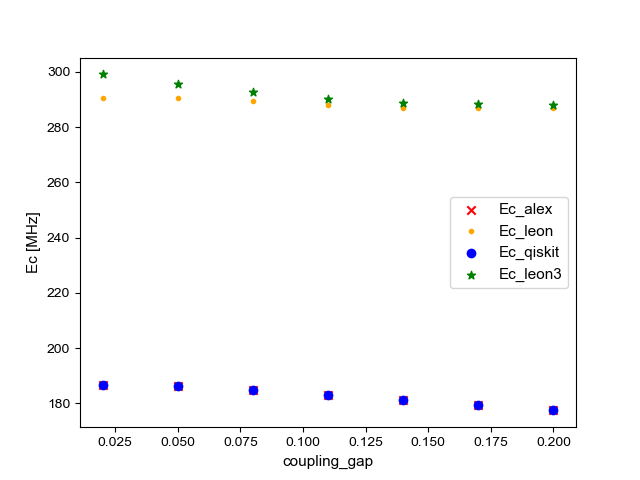 300
280
260
240
220
200
180
Ec [MHz]
Ec_alex
Ec_leon
Ec_qiskit
Ec_leon3
0.025 0.050 0.075 0.100 0.125 0.150 0.175 0.200
coupling_gap